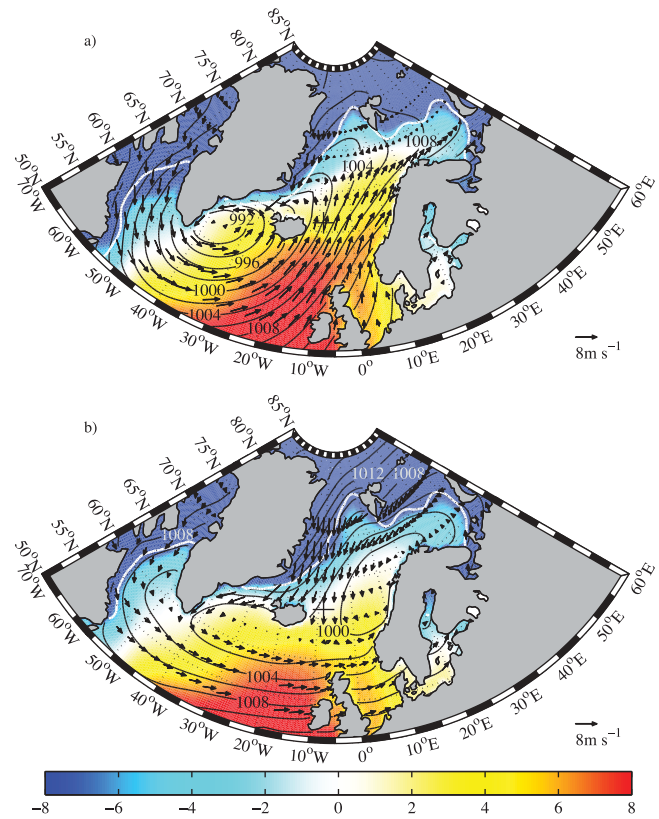 a)
85°N
80°N
75°N
70°N
65°N
60°N
55°N
50°N
70°W
60°W
50°W
40°W
30°W
20°W
10°W
0°
10°E
20°E
30°E
40°E
50°E
60°E
1008
1004
992
996
1000
1004
1008
8m s⁻¹
b)
85°N
80°N
75°N
70°N
65°N
60°N
55°N
50°N
70°W
60°W
50°W
40°W
30°W
20°W
10°W
0°
10°E
20°E
30°E
40°E
50°E
60°E
1012 1008
1008
1000
1004
1008
8m s⁻¹
−8 −6 −4 −2 0 2 4 6 8